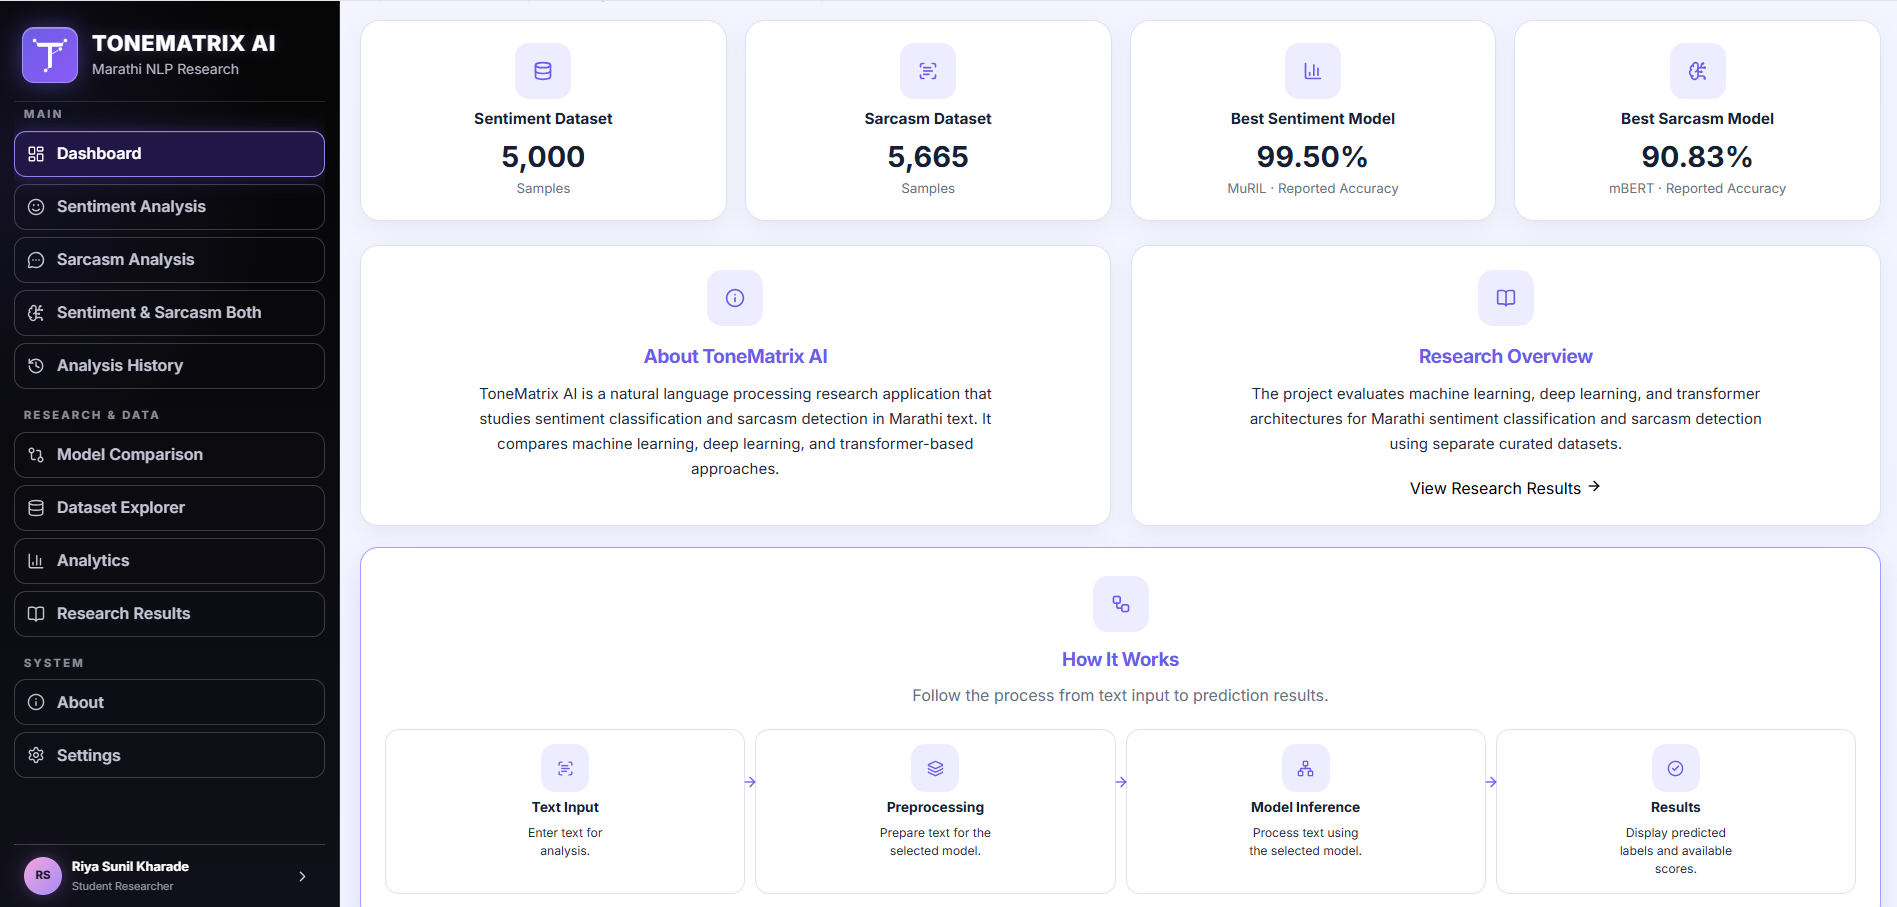 TONEMATRIX AI
Marathi NLP Research
MAIN
Dashboard
Sentiment Analysis
Sarcasm Analysis
Sentiment & Sarcasm Both
Analysis History
RESEARCH & DATA
Model Comparison
Dataset Explorer
Analytics
Research Results
SYSTEM
About
Settings
RS
Riya Sunil Kharade
Student Researcher
Sentiment Dataset
5,000
Samples
Sarcasm Dataset
5,665
Samples
Best Sentiment Model
99.50%
MuRIL · Reported Accuracy
Best Sarcasm Model
90.83%
mBERT · Reported Accuracy
About ToneMatrix AI
ToneMatrix AI is a natural language processing research application that
studies sentiment classification and sarcasm detection in Marathi text. It
compares machine learning, deep learning, and transformer-based
approaches.
Research Overview
The project evaluates machine learning, deep learning, and transformer
architectures for Marathi sentiment classification and sarcasm detection
using separate curated datasets.
View Research Results →
How It Works
Follow the process from text input to prediction results.
Text Input
Enter text for
analysis.
Preprocessing
Prepare text for the
selected model.
Model Inference
Process text using
the selected model.
Results
Display predicted
labels and available
scores.